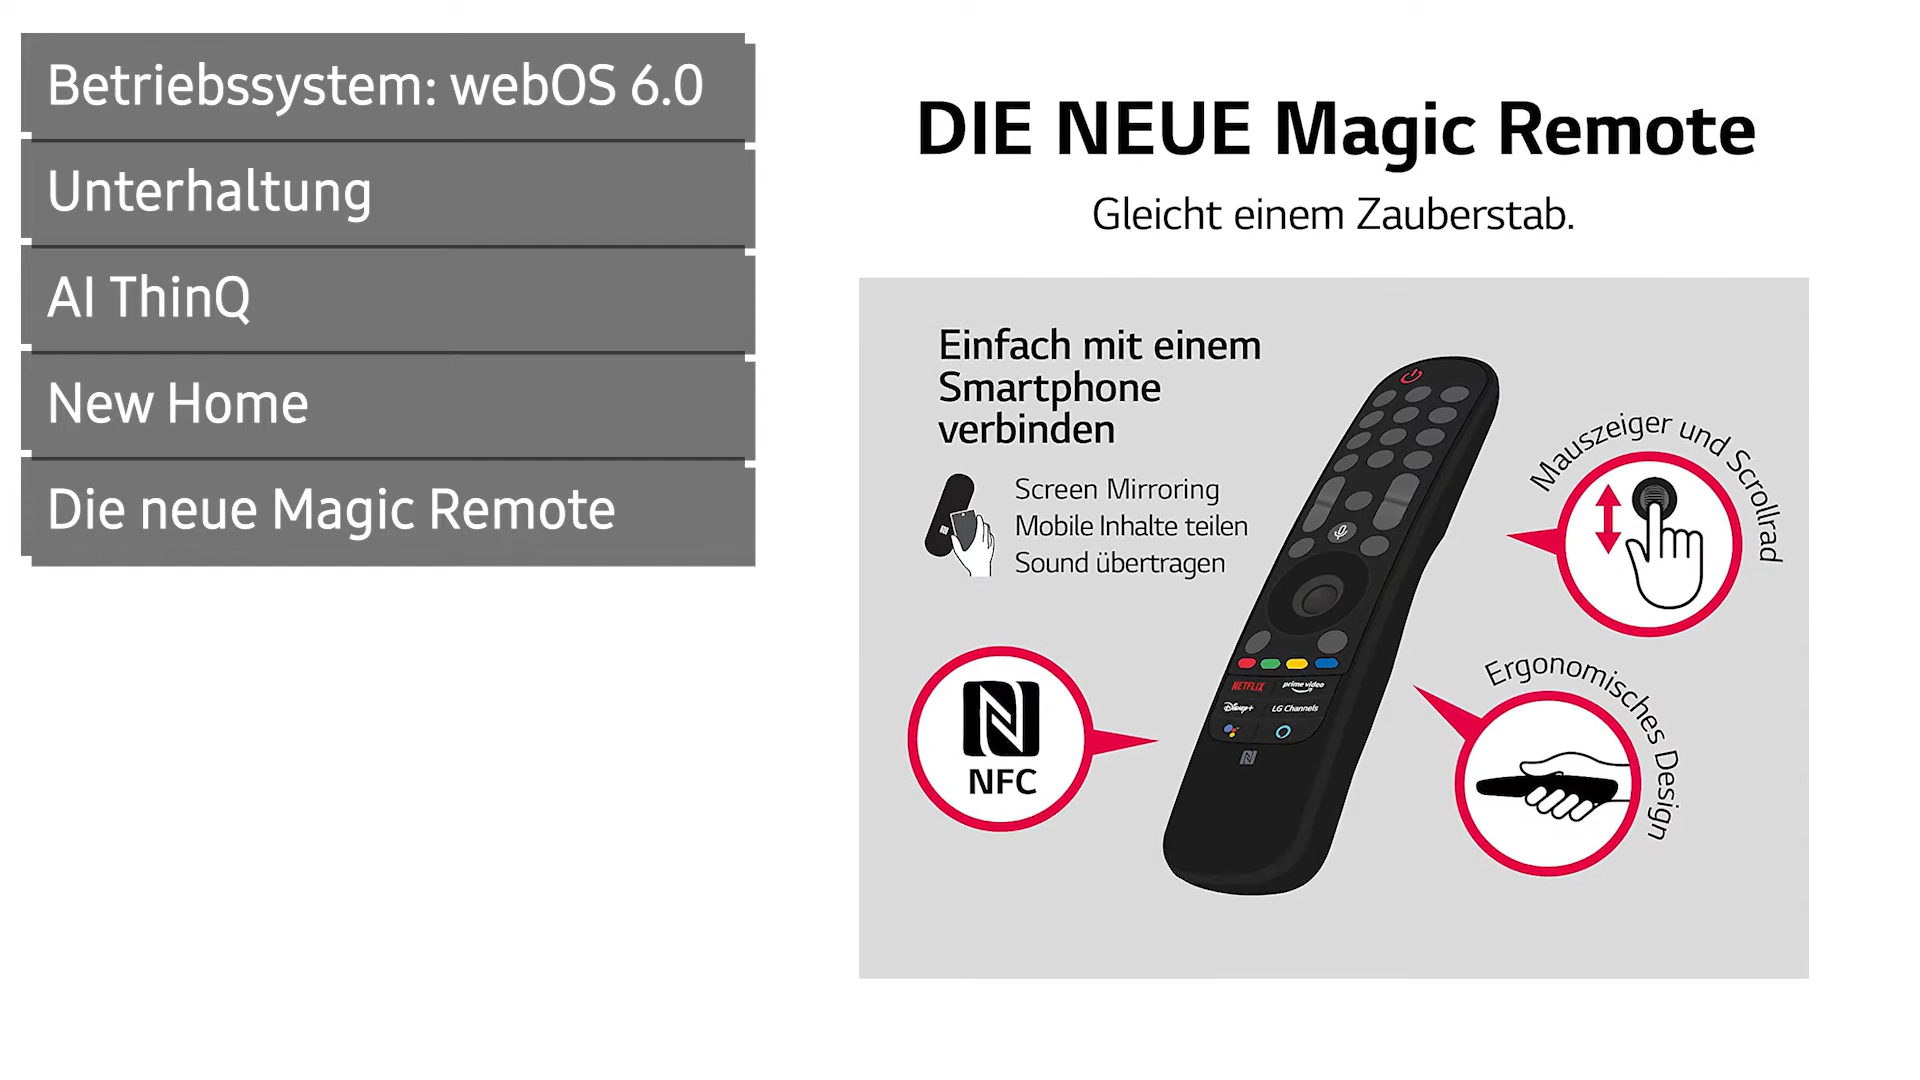 Betriebssystem: webOS 6.0
Unterhaltung
AI ThinQ
New Home
Die neue Magic Remote
DIE NEUE Magic Remote
Gleicht einem Zauberstab.
Einfach mit einem
Smartphone
verbinden
Screen Mirroring
Mobile Inhalte teilen
Sound übertragen
Mauszeiger und Scrollrad
NFC
Ergonomisches Design
NETFLIX
prime video
Disney+
LG Channels